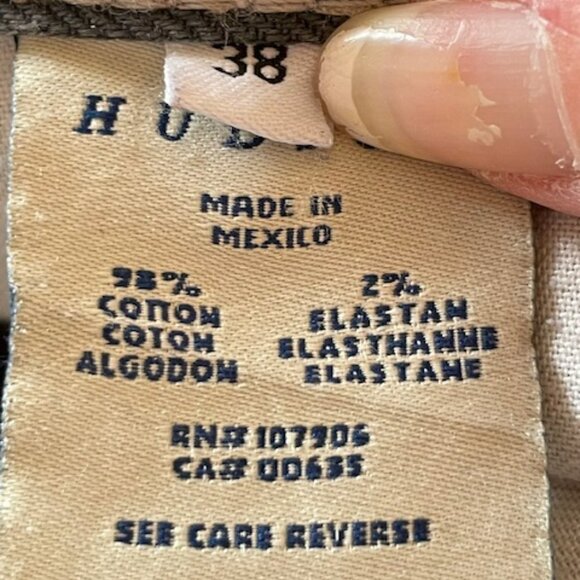 38
HUD
MADE IN
MEXICO
98% 2%
COTTON ELASTAN
COTON ELASTHANNE
ALGODON ELASTANE
RN# 107906
CA# 00635
SEE CARE REVERSE